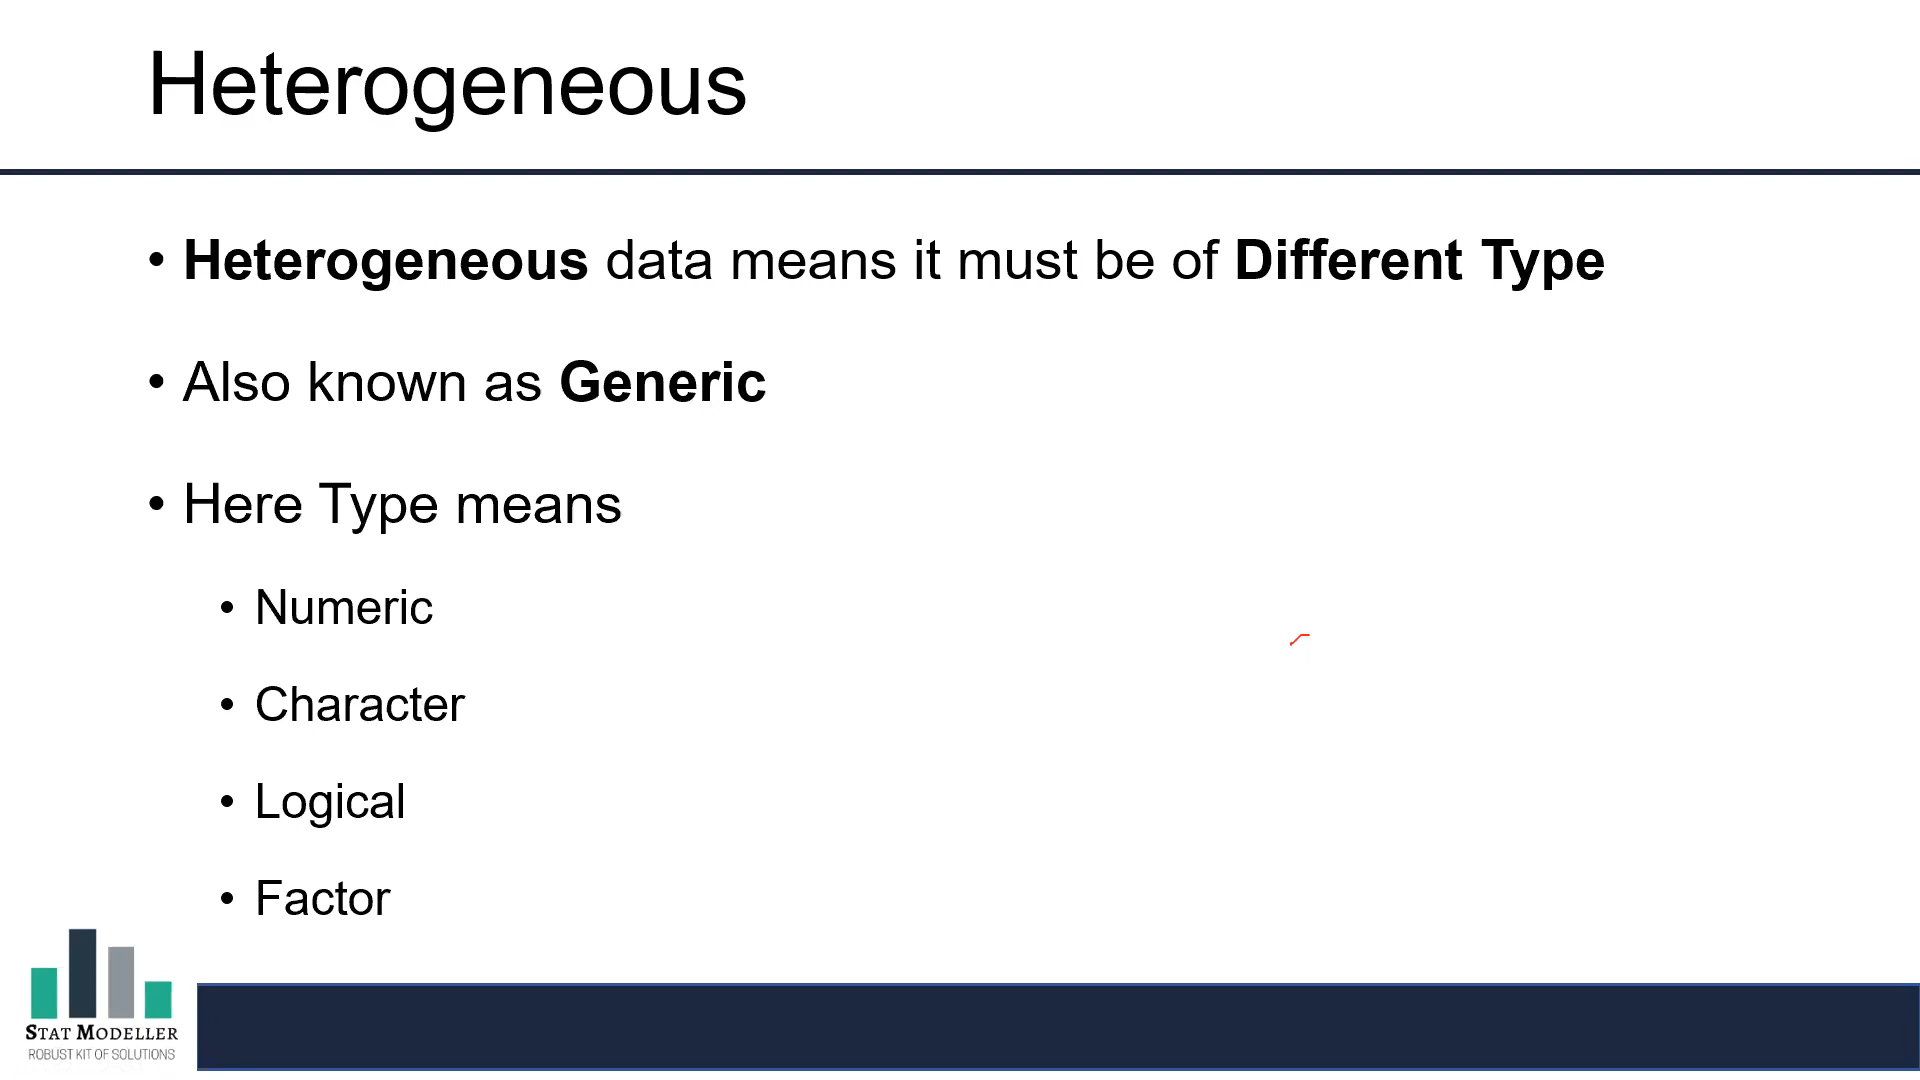 Heterogeneous
• Heterogeneous data means it must be of Different Type
• Also known as Generic
• Here Type means
• Numeric
• Character
• Logical
• Factor
STAT MODELLER
ROBUST KIT OF SOLUTIONS